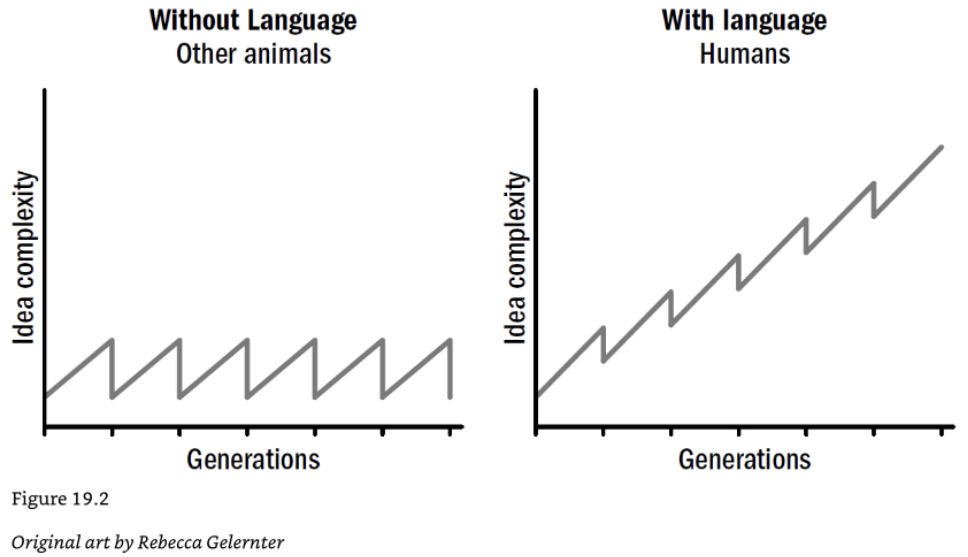 Without Language
Other animals
Idea complexity
Generations
With language
Humans
Idea complexity
Generations
Figure 19.2
Original art by Rebecca Gelernter